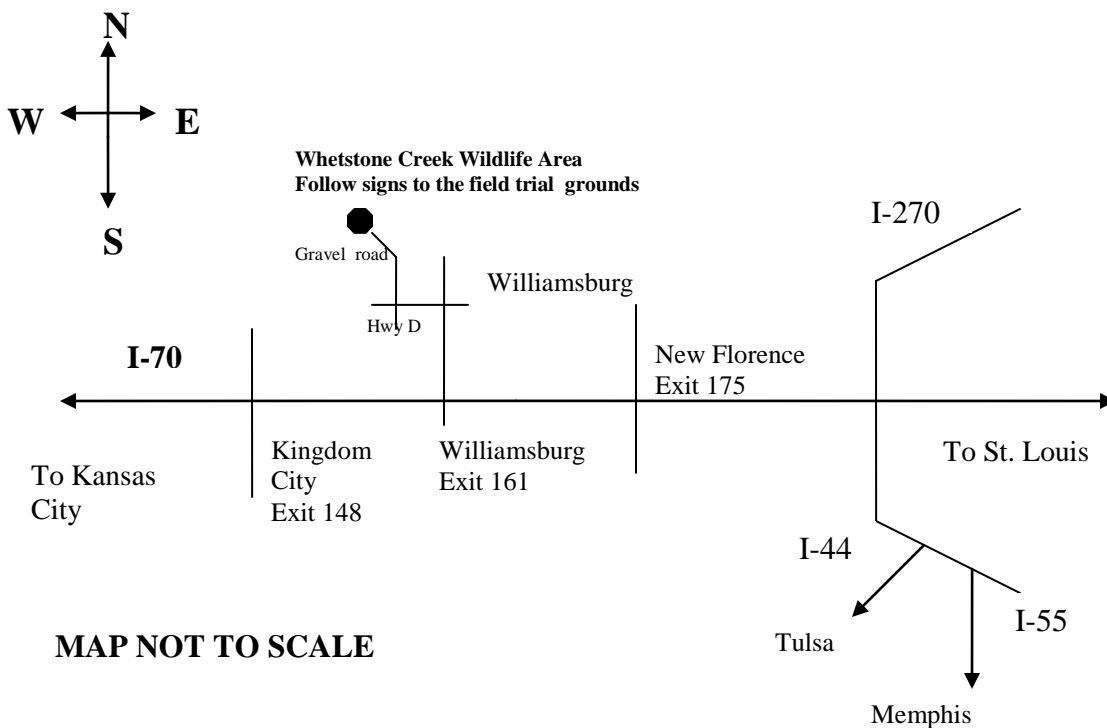 N
W
E
S
Whetstone Creek Wildlife Area
Follow signs to the field trial grounds
I-270
Gravel road
Williamsburg
Hwy D
I-70
New Florence
Exit 175
To Kansas
City
Kingdom
City
Exit 148
Williamsburg
Exit 161
To St. Louis
I-44
I-55
Tulsa
Memphis
MAP NOT TO SCALE